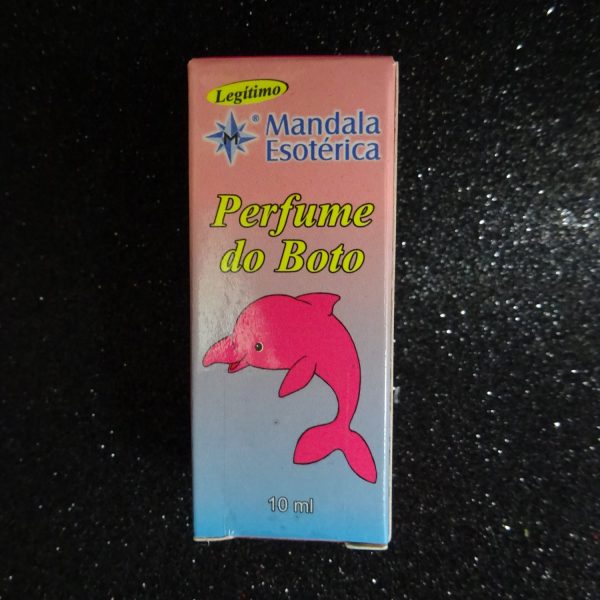 Legítimo
M ® Mandala
Esotérica
Perfume
do Boto
10 ml